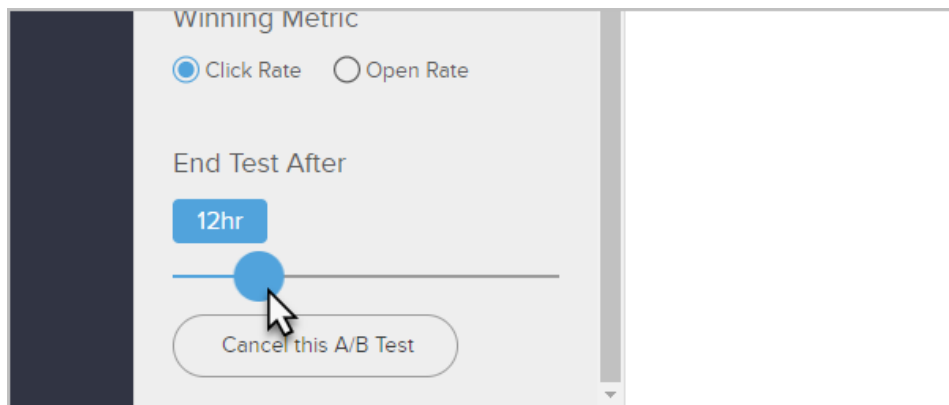 Winning Metric
Click Rate Open Rate
End Test After
12hr
Cancel this A/B Test